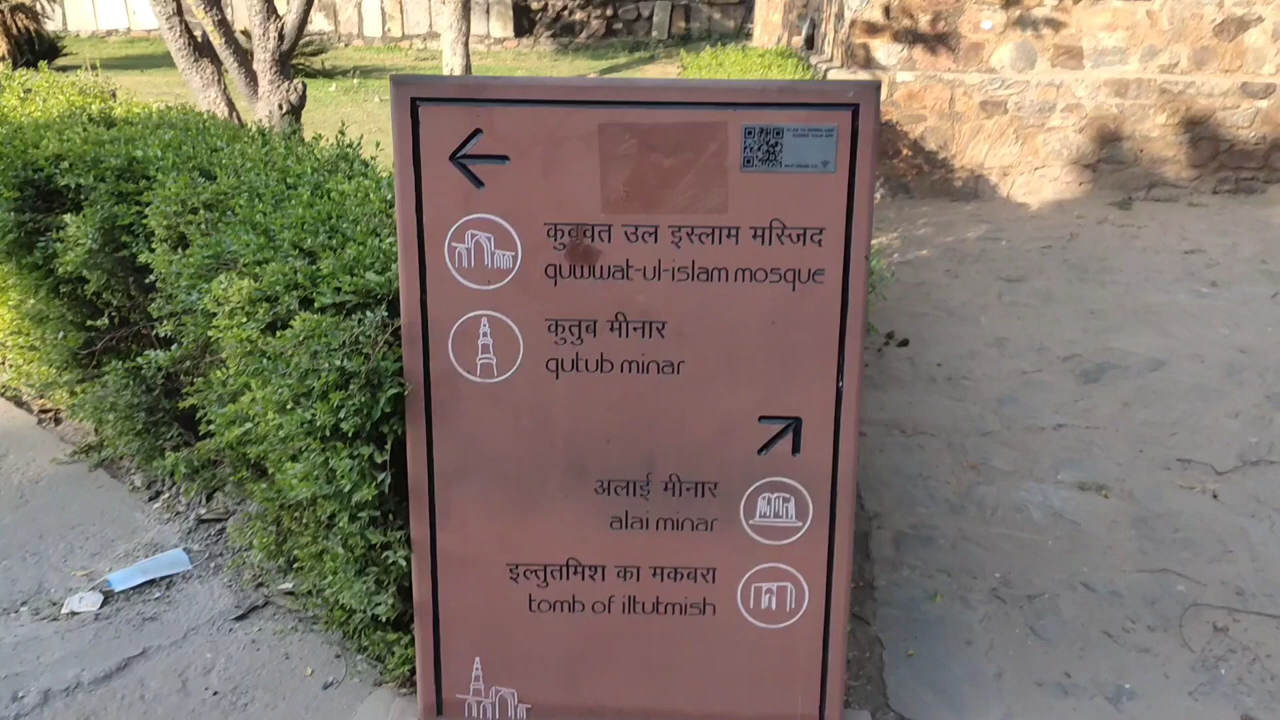 कुव्वत उल इस्लाम मस्जिद
quwwat-ul-islam mosque
कुतुब मीनार
qutub minar
अलाई मीनार
alai minar
इल्तुतमिश का मकबरा
tomb of iltutmish